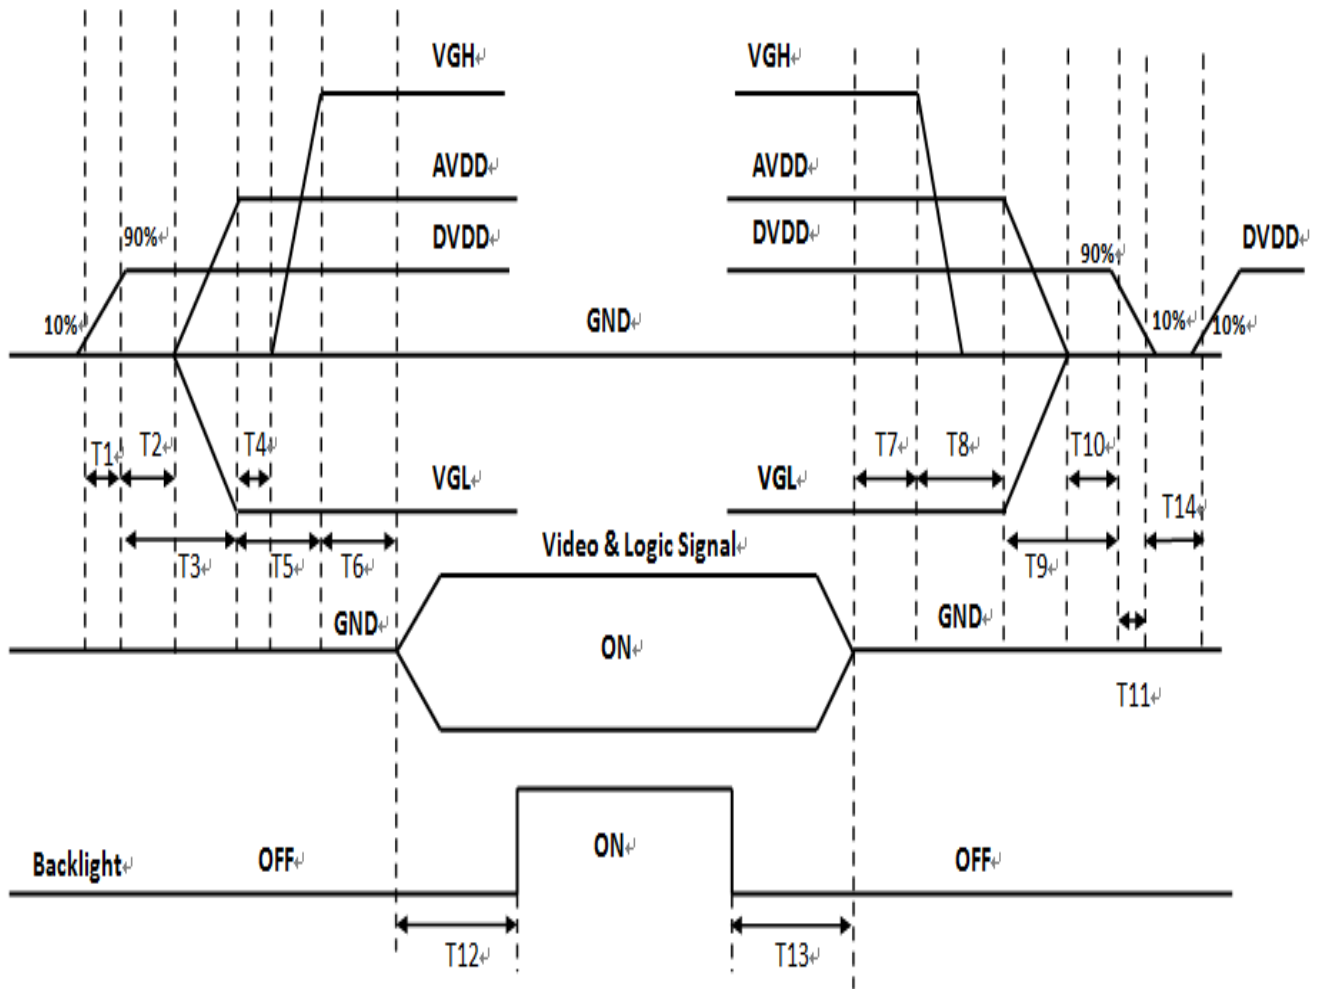 VGH↵ VGH↵
AVDD↵ AVDD↵
90%↵ DVDD↵ DVDD↵ 90%↵ DVDD↵
10%↵ GND↵ 10%↵ 10%↵
T1↵ T2↵ T4↵ T7↵ T8↵ T10↵
VGL↵ VGL↵ T14↵
T3↵ T5↵ T6↵ Video & Logic Signal↵ T9↵
GND↵ ON↵ GND↵
T11↵
Backlight↵ OFF↵ ON↵ OFF↵
T12↵ T13↵